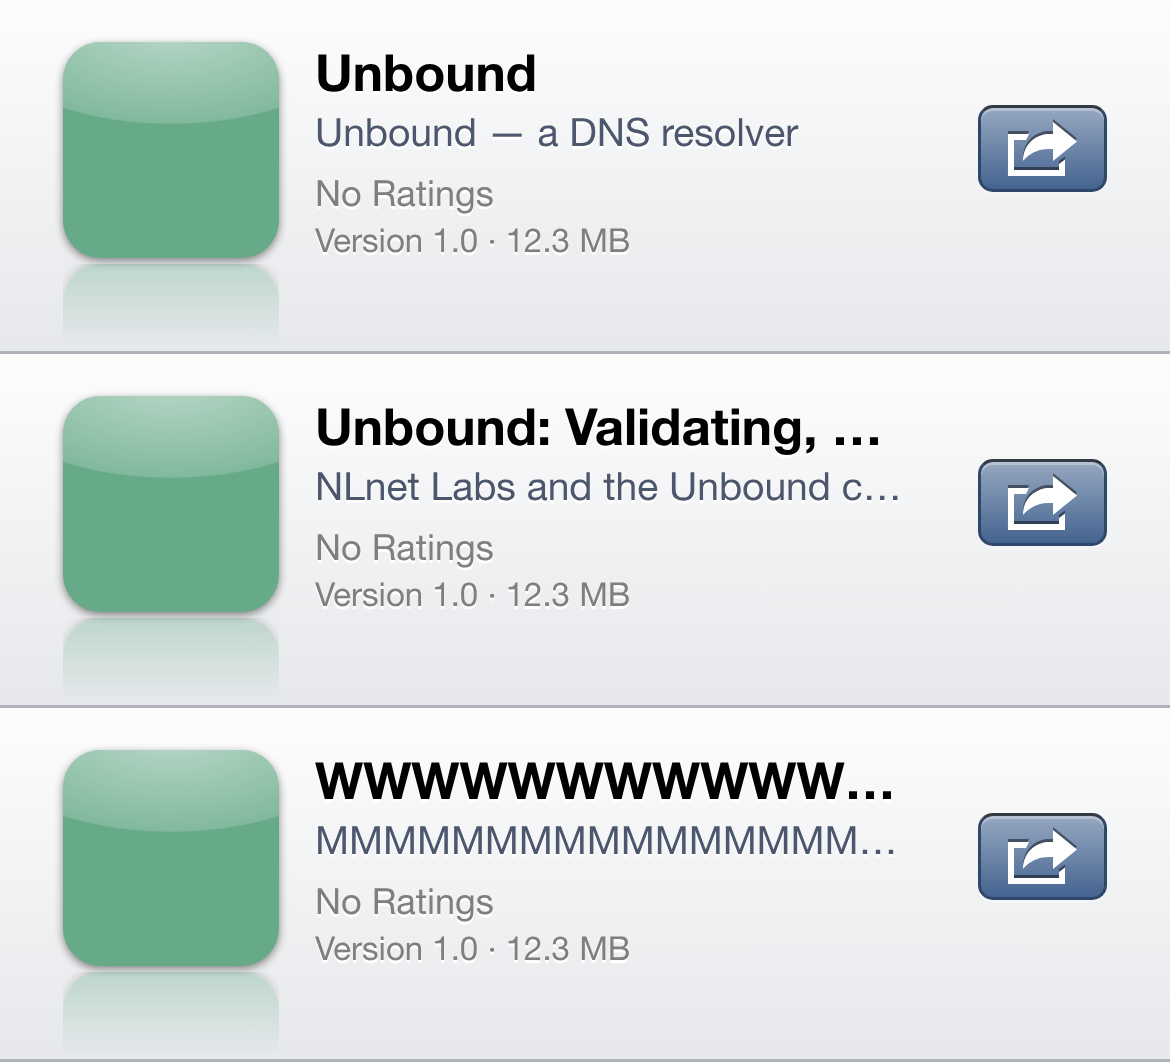 Unbound
Unbound — a DNS resolver
No Ratings
Version 1.0 · 12.3 MB
Unbound: Validating, …
NLnet Labs and the Unbound c…
No Ratings
Version 1.0 · 12.3 MB
WWWWWWWWWWW…
MMMMMMMMMMMMMMMM…
No Ratings
Version 1.0 · 12.3 MB